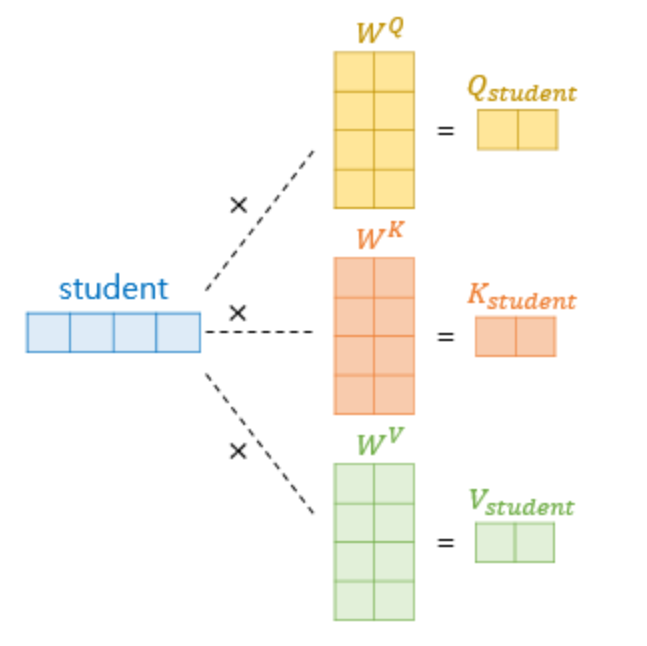 W^Q
Q_student
=
×
W^K
student
×
K_student
=
W^V
×
V_student
=